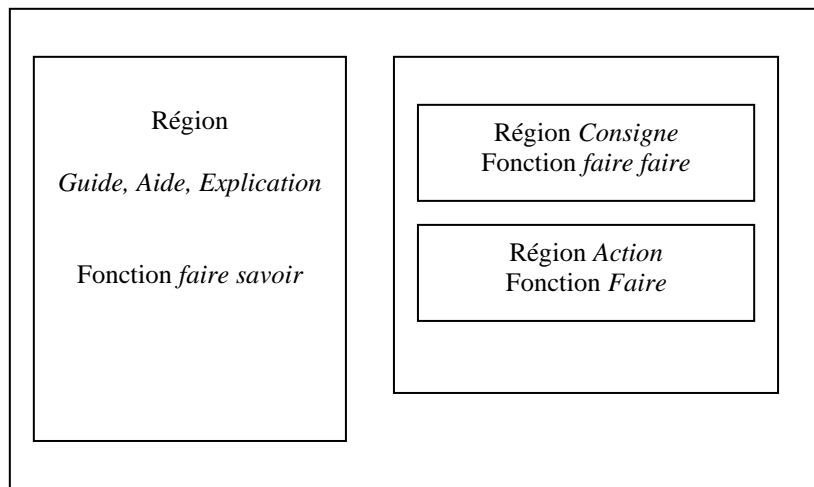 Région
Guide, Aide, Explication
Fonction faire savoir
Région Consigne
Fonction faire faire
Région Action
Fonction Faire